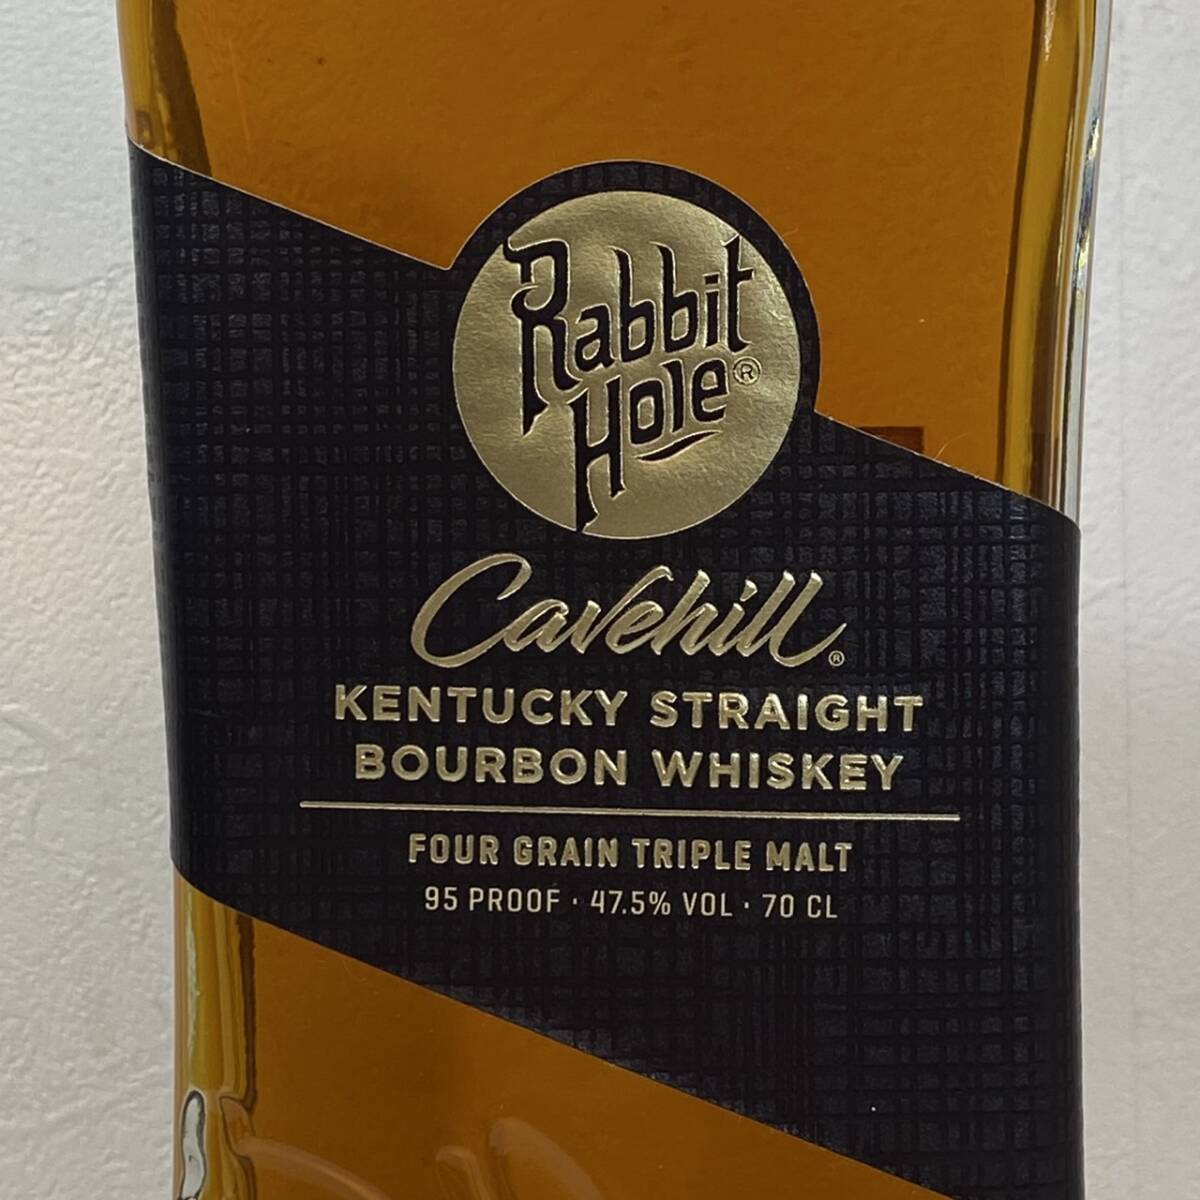 Rabbit
Hole®
Cavehill®
KENTUCKY STRAIGHT
BOURBON WHISKEY
FOUR GRAIN TRIPLE MALT
95 PROOF · 47.5% VOL · 70 CL